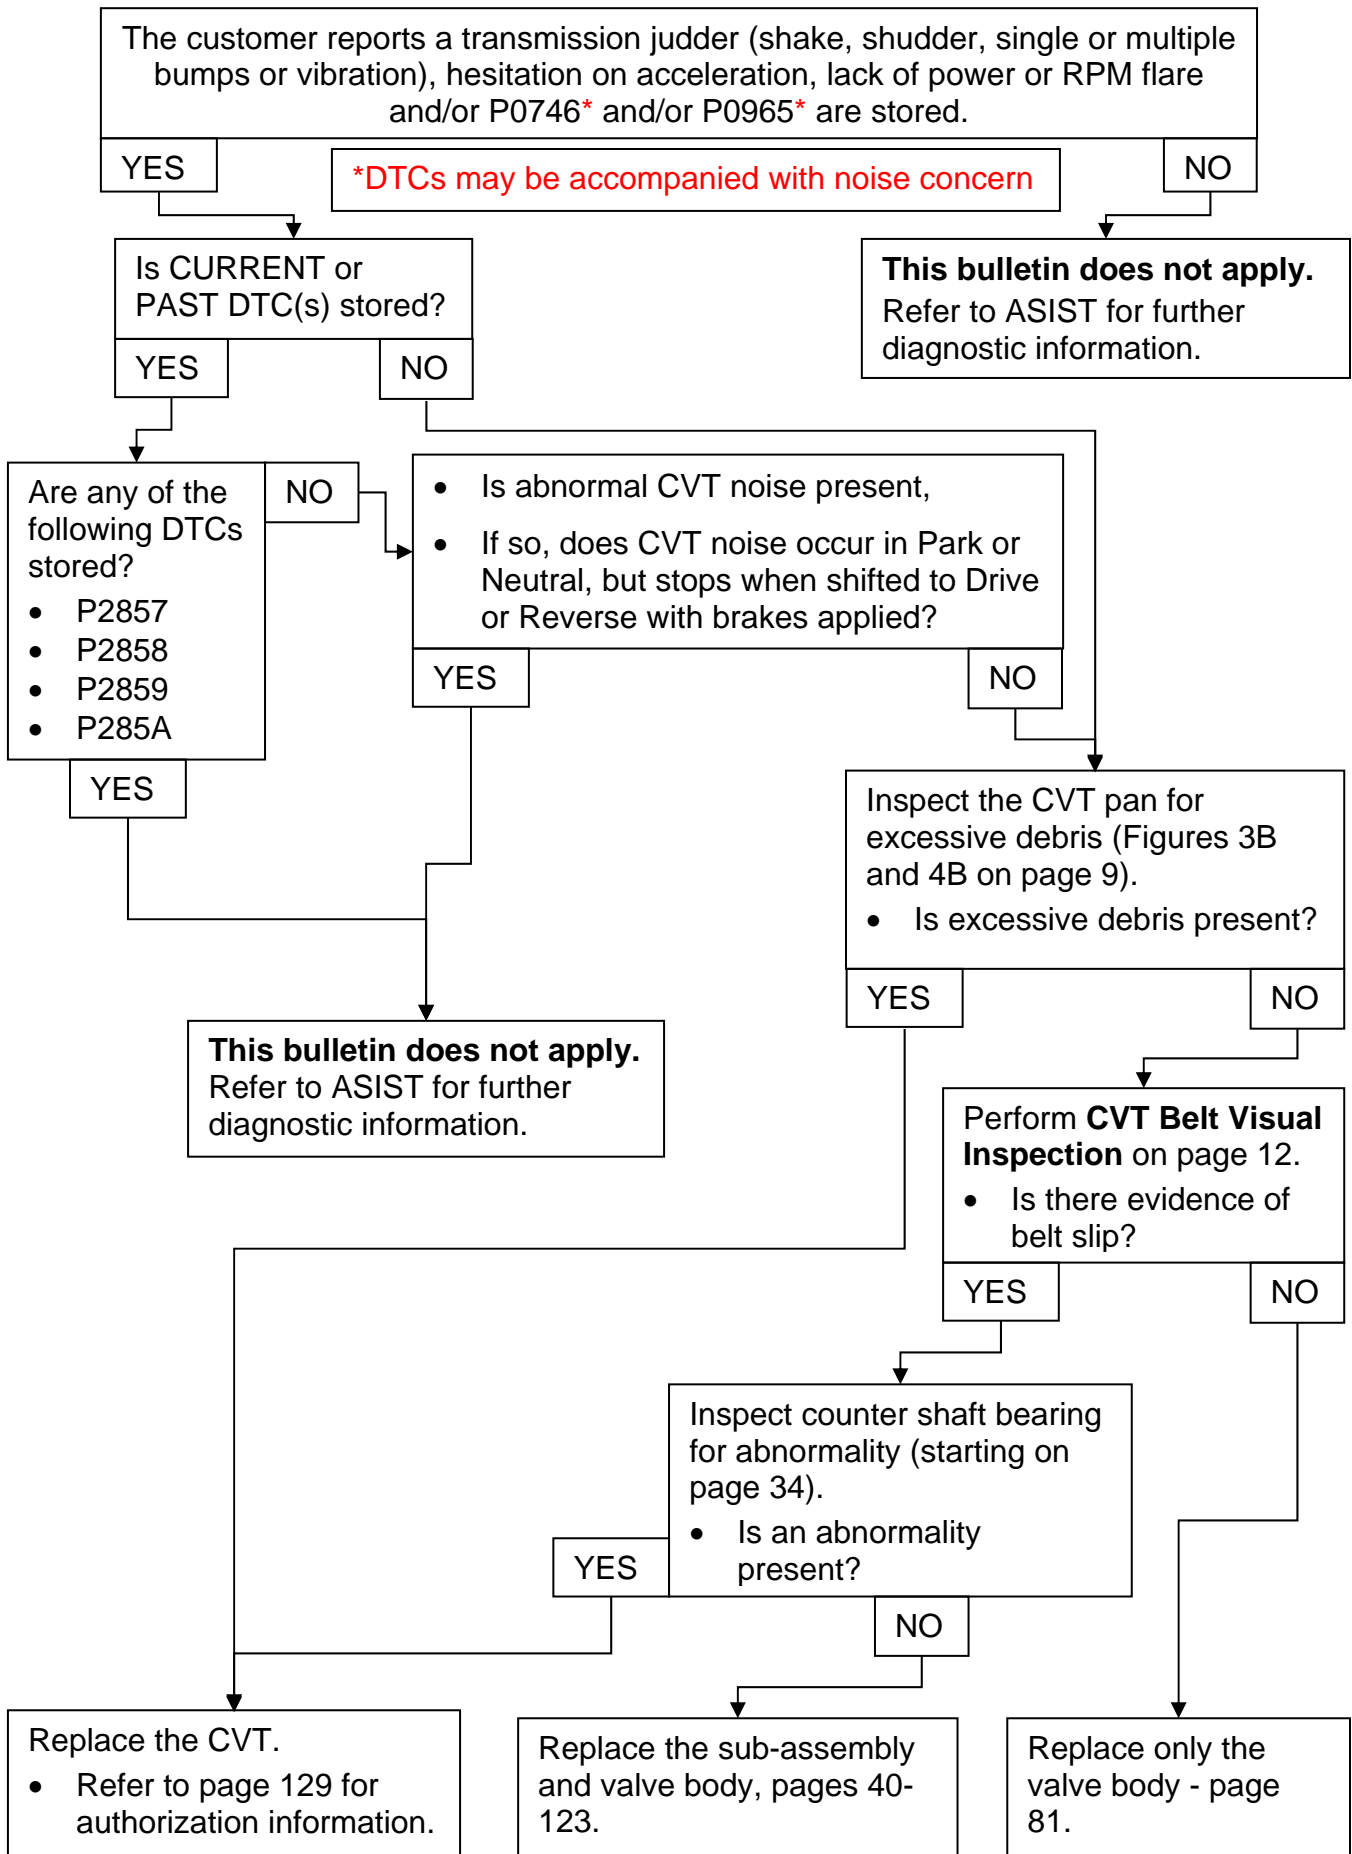 The customer reports a transmission judder (shake, shudder, single or multiple
bumps or vibration), hesitation on acceleration, lack of power or RPM flare
and/or P0746* and/or P0965* are stored.
YES
*DTCs may be accompanied with noise concern
NO
Is CURRENT or
PAST DTC(s) stored?
YES
NO
This bulletin does not apply.
Refer to ASIST for further
diagnostic information.
Are any of the
following DTCs
stored?
• P2857
• P2858
• P2859
• P285A
NO
YES
• Is abnormal CVT noise present,
• If so, does CVT noise occur in Park or
Neutral, but stops when shifted to Drive
or Reverse with brakes applied?
YES
NO
Inspect the CVT pan for
excessive debris (Figures 3B
and 4B on page 9).
• Is excessive debris present?
YES
NO
This bulletin does not apply.
Refer to ASIST for further
diagnostic information.
Perform CVT Belt Visual
Inspection on page 12.
• Is there evidence of
belt slip?
YES
NO
Inspect counter shaft bearing
for abnormality (starting on
page 34).
• Is an abnormality
present?
YES
NO
Replace the CVT.
• Refer to page 129 for
authorization information.
Replace the sub-assembly
and valve body, pages 40-
123.
Replace only the
valve body - page
81.